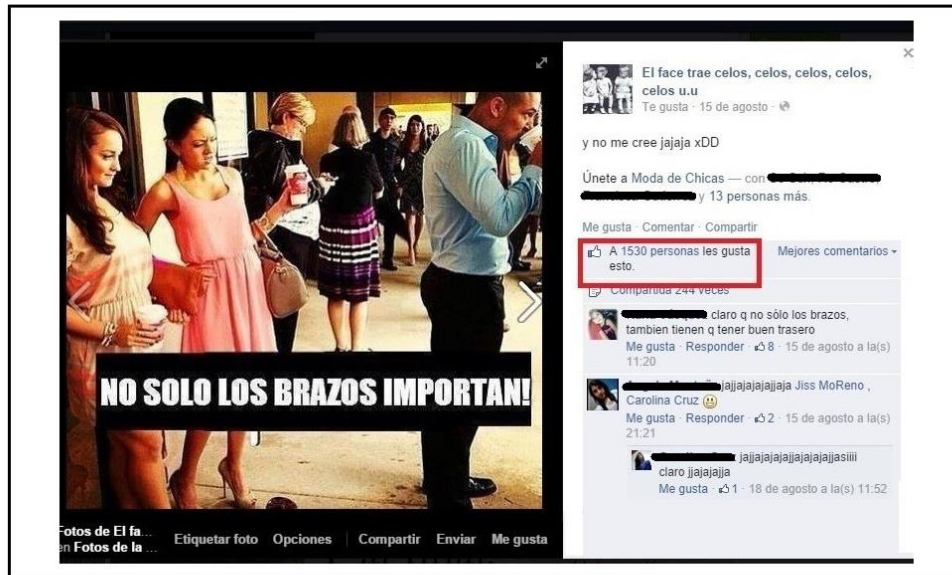 NO SOLO LOS BRAZOS IMPORTAN!
Fotos de El fa...
en Fotos de la ...
Etiquetar foto Opciones Compartir Enviar Me gusta
El face trae celos, celos, celos, celos,
celos u.u
Te gusta · 15 de agosto ·
y no me cree jajaja xDD
Únete a Moda de Chicas — con
y 13 personas más.
Me gusta · Comentar · Compartir
A 1530 personas les gusta
esto.
Mejores comentarios
Compartida 244 veces
claro q no sòlo los brazos,
tambien tienen q tener buen trasero
Me gusta · Responder · 8 · 15 de agosto a la(s)
11:20
jajjajajajajjaja Jiss MoReno ,
Carolina Cruz
Me gusta · Responder · 2 · 15 de agosto a la(s)
21:21
jajjajajajajjajajajajjasiiii
claro jjajajajja
Me gusta · 1 · 18 de agosto a la(s) 11:52